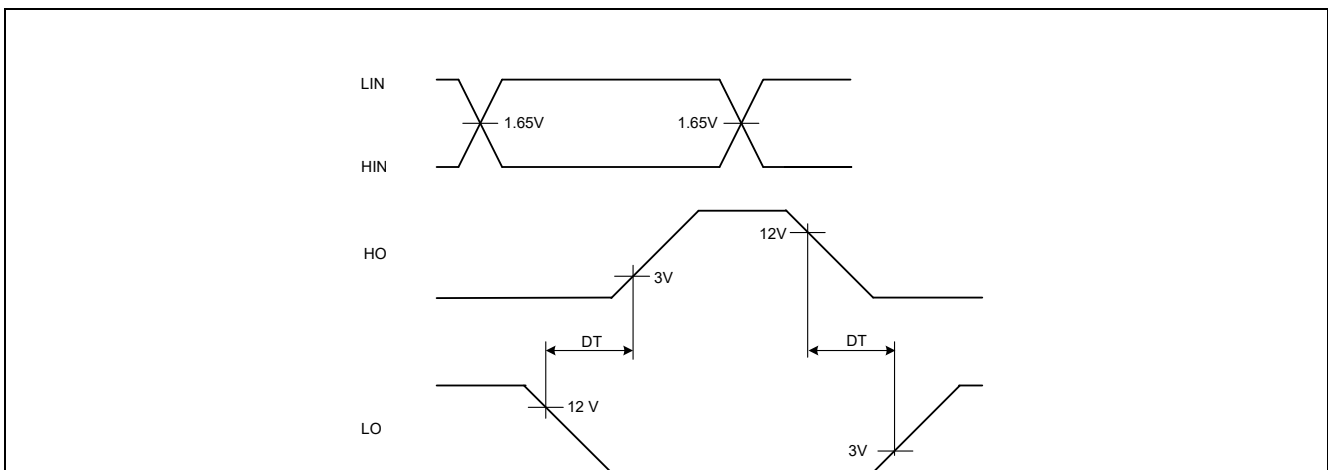 LIN
1.65V 1.65V
HIN
12V
HO
3V
DT DT
12 V
LO
3V